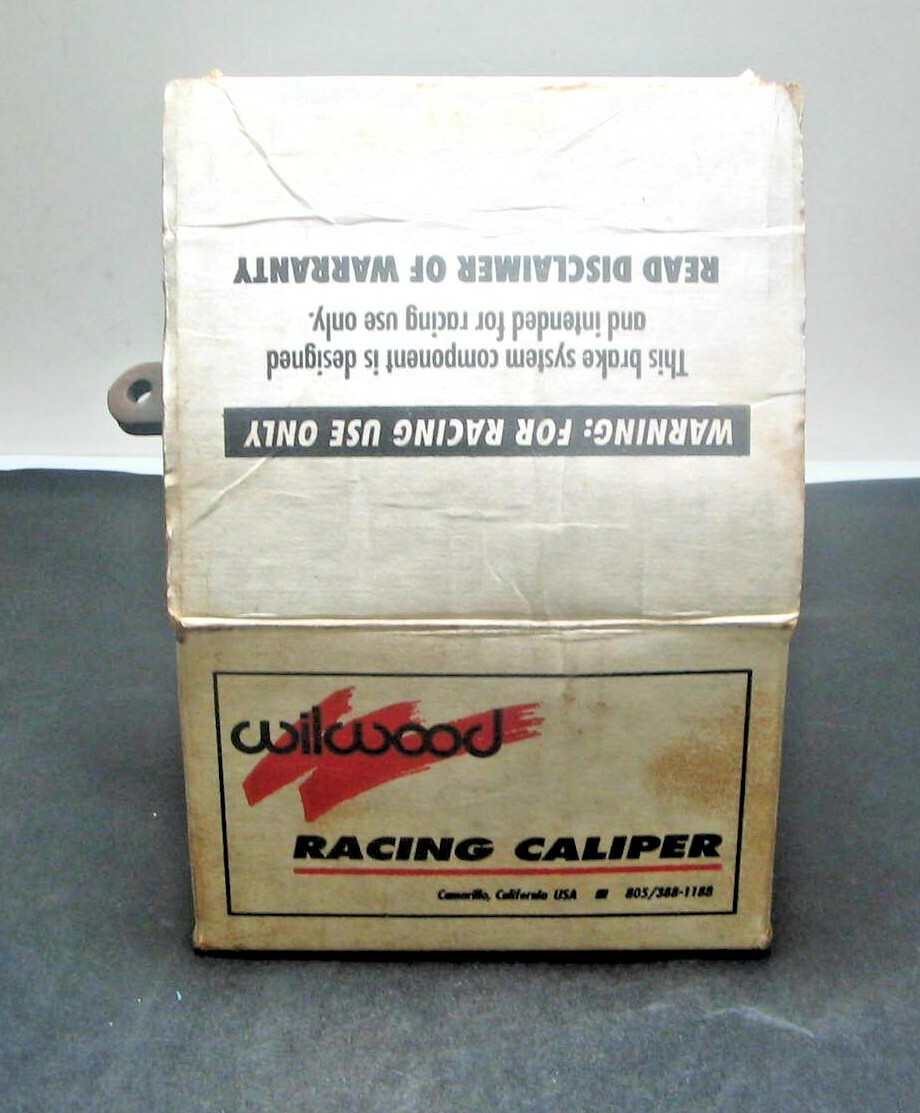 WARNING: FOR RACING USE ONLY
This brake system component is designed
and intended for racing use only.
READ DISCLAIMER OF WARRANTY
wilwood
RACING CALIPER
Camarillo, California USA ■ 805/388-1188